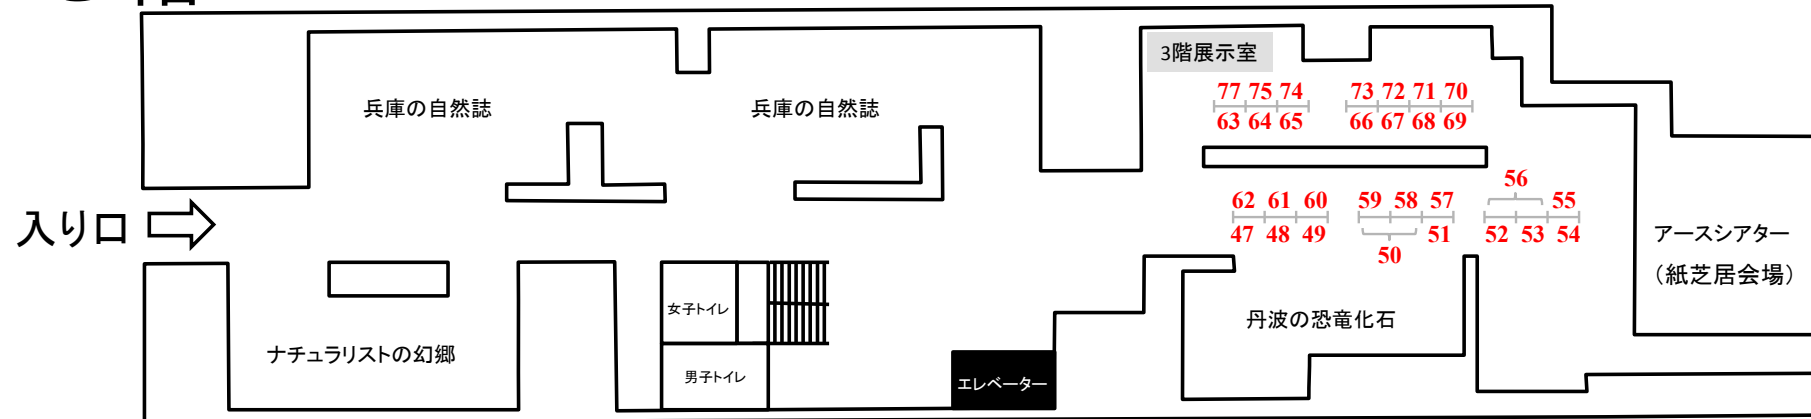 3階展示室
77 75 74 73 72 71 70
兵庫の自然誌 兵庫の自然誌
63 64 65 66 67 68 69
56
62 61 60 59 58 57 55
入り口
47 48 49 51 52 53 54
アースシアター
50
(紙芝居会場)
女子トイレ
丹波の恐竜化石
ナチュラリストの幻郷
男子トイレ
エレベーター